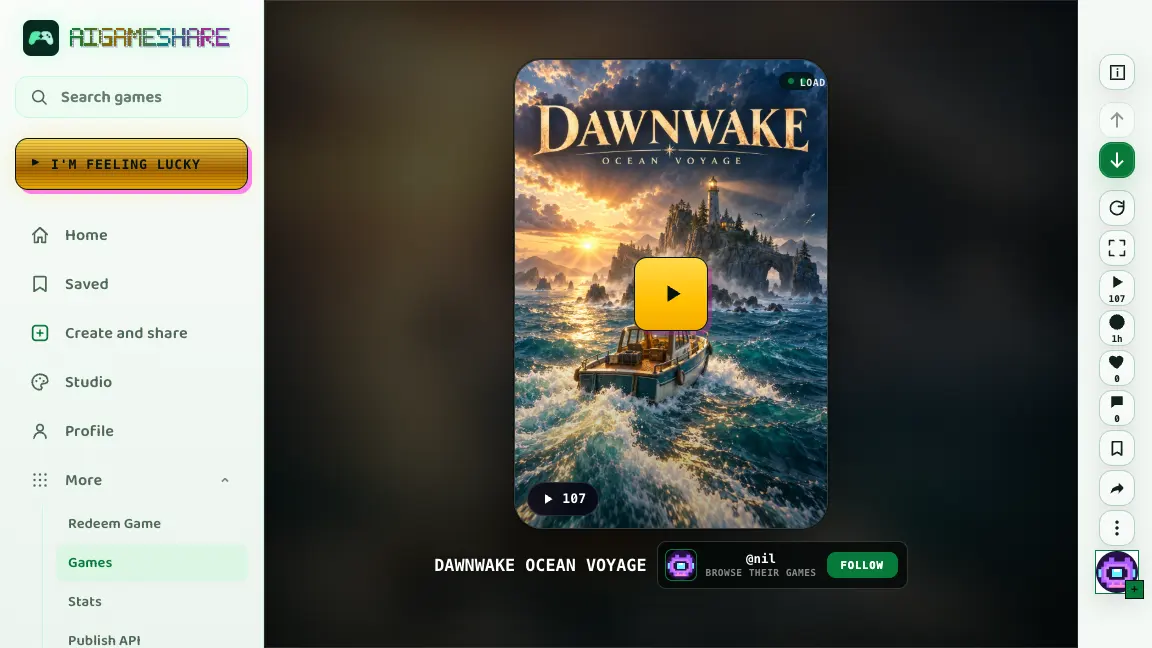 AIGAMESHARE
Search games
I'M FEELING LUCKY
Home
Saved
Create and share
Studio
Profile
More
Redeem Game
Games
Stats
Publish API
LOAD
DAWNWAKE
OCEAN VOYAGE
107
DAWNWAKE OCEAN VOYAGE
@nil
BROWSE THEIR GAMES
FOLLOW
107
1h
0
0